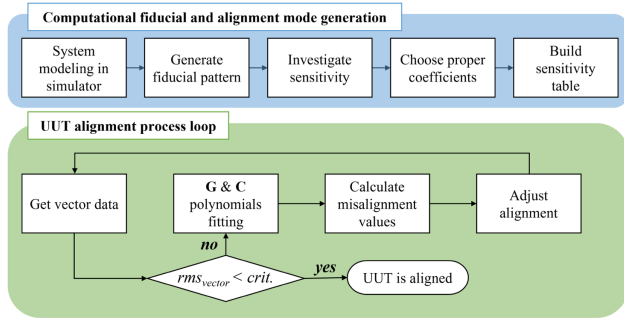 Computational fiducial and alignment mode generation
System
modeling in
simulator
Generate
fiducial pattern
Investigate
sensitivity
Choose proper
coefficients
Build
sensitivity
table
UUT alignment process loop
Get vector data
G & C
polynomials
fitting
Calculate
misalignment
values
Adjust
alignment
no
rmsvector < crit.
yes
UUT is aligned